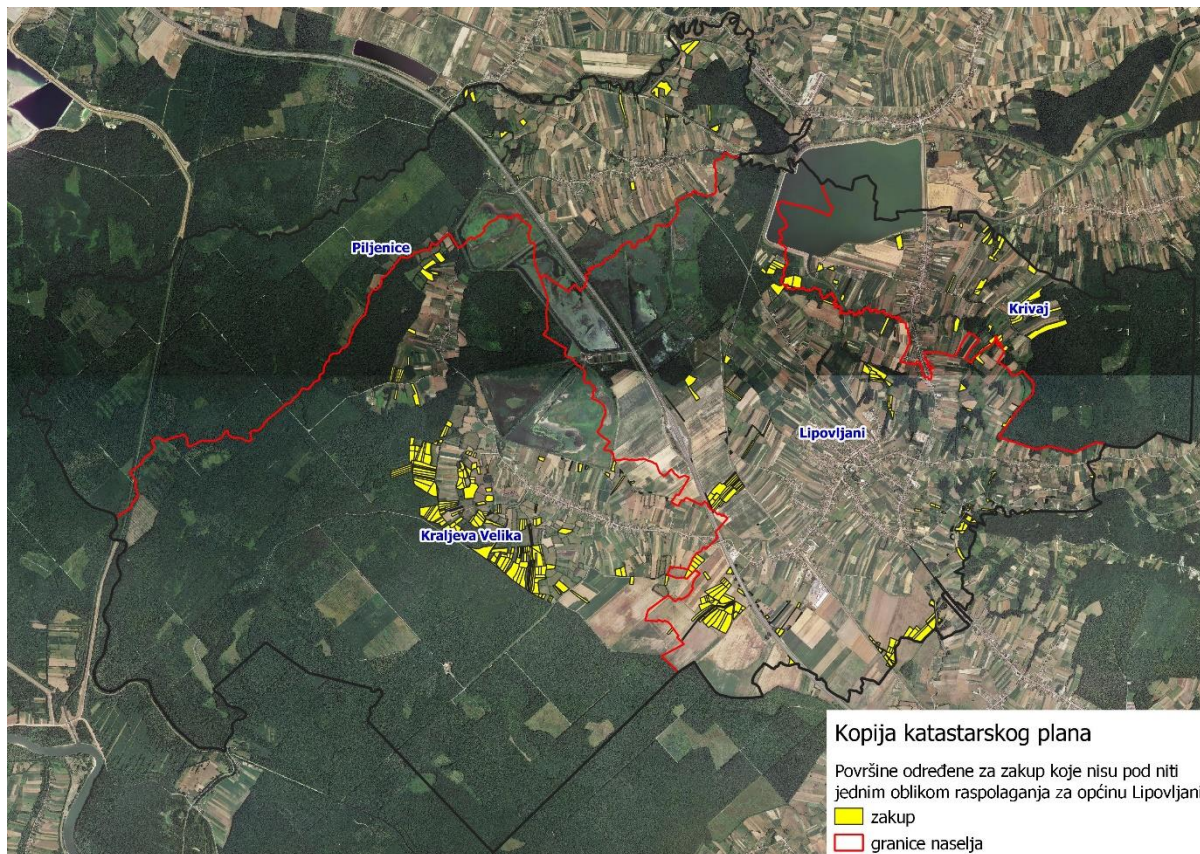 Piljenice
Krivaj
Lipovljani
Kraljeva Velika
Kopija katastarskog plana
Površine određene za zakup koje nisu pod niti
jednim oblikom raspolaganja za općinu Lipovljani
zakup
granice naselja